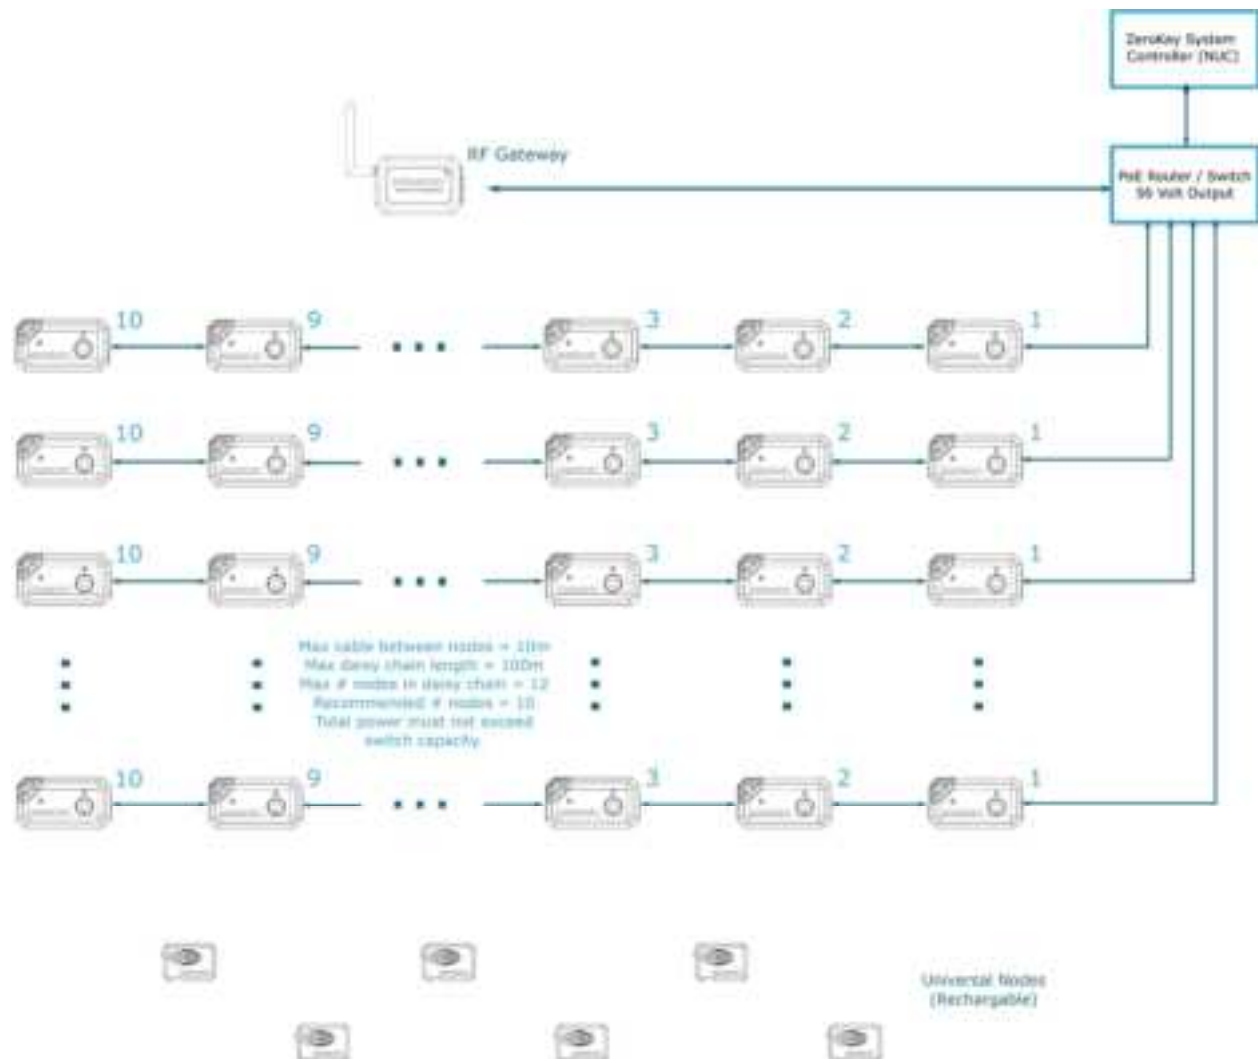 ZeroKey System
Controller (NUC)
RF Gateway
PoE Router / Switch
56 Volt Output
10 9 3 2 1
10 9 3 2 1
10 9 3 2 1
Max cable between nodes = 10m
Max daisy chain length = 100m
Max # nodes in daisy chain = 12
Recommended # nodes = 10
Total power must not exceed
switch capacity.
10 9 3 2 1
Universal Nodes
(Rechargable)